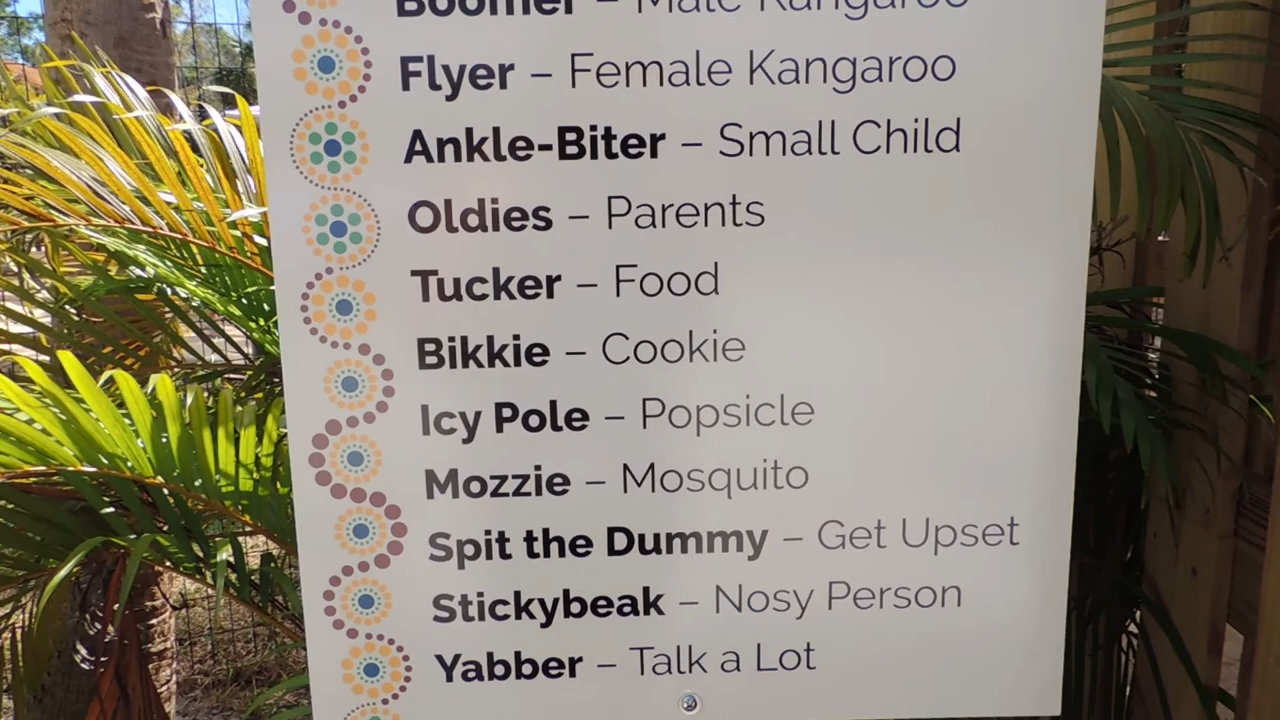 Boomer – Male Kangaroo
Flyer – Female Kangaroo
Ankle-Biter – Small Child
Oldies – Parents
Tucker – Food
Bikkie – Cookie
Icy Pole – Popsicle
Mozzie – Mosquito
Spit the Dummy – Get Upset
Stickybeak – Nosy Person
Yabber – Talk a Lot